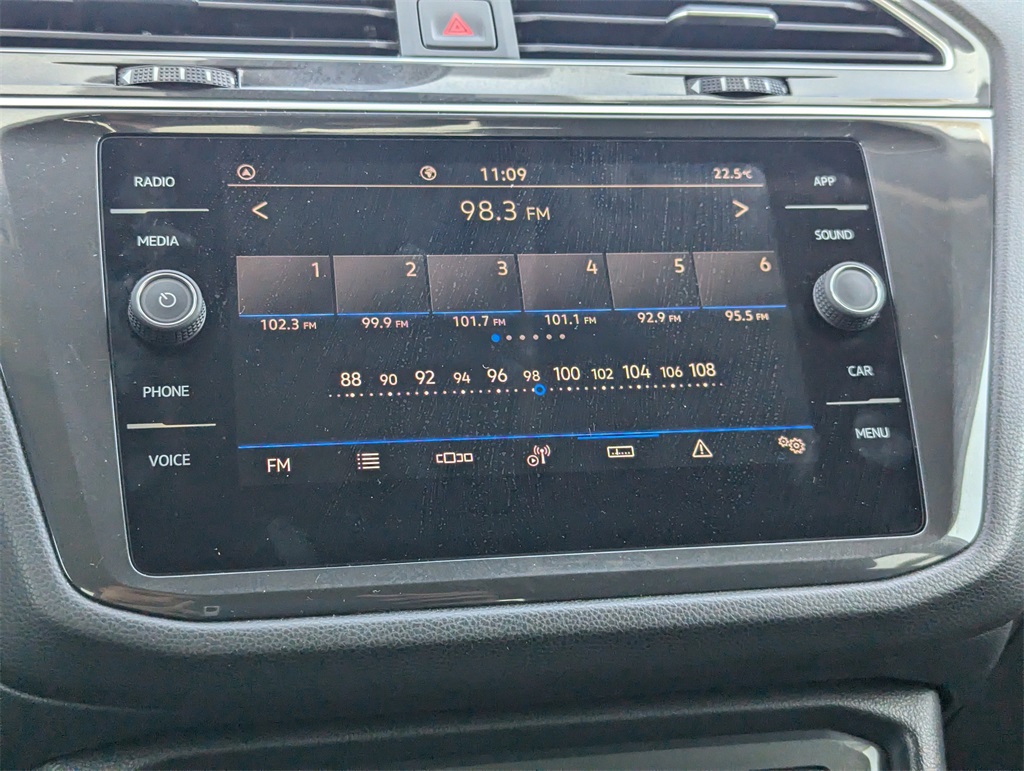 RADIO
MEDIA
PHONE
VOICE
11:09
22.5°C
98.3 FM
1 2 3 4 5 6
102.3 FM 99.9 FM 101.7 FM 101.1 FM 92.9 FM 95.5 FM
88 90 92 94 96 98 100 102 104 106 108
FM
APP
SOUND
CAR
MENU